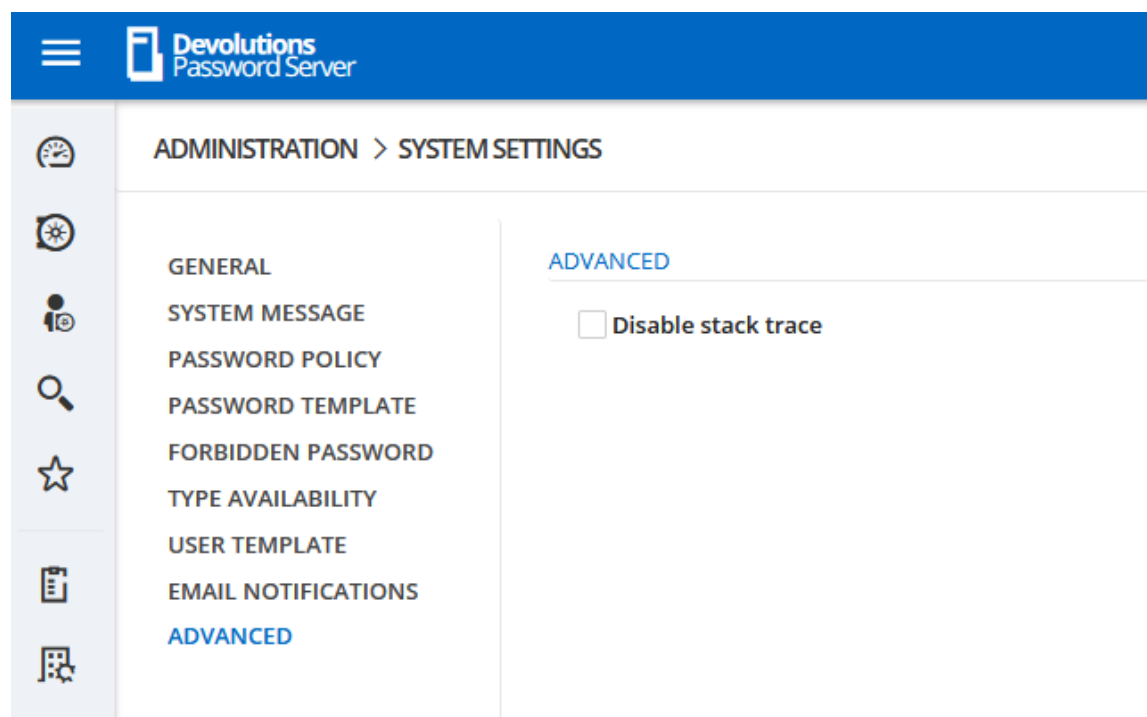 Devolutions
Password Server
ADMINISTRATION > SYSTEM SETTINGS
GENERAL
SYSTEM MESSAGE
PASSWORD POLICY
PASSWORD TEMPLATE
FORBIDDEN PASSWORD
TYPE AVAILABILITY
USER TEMPLATE
EMAIL NOTIFICATIONS
ADVANCED
ADVANCED
Disable stack trace